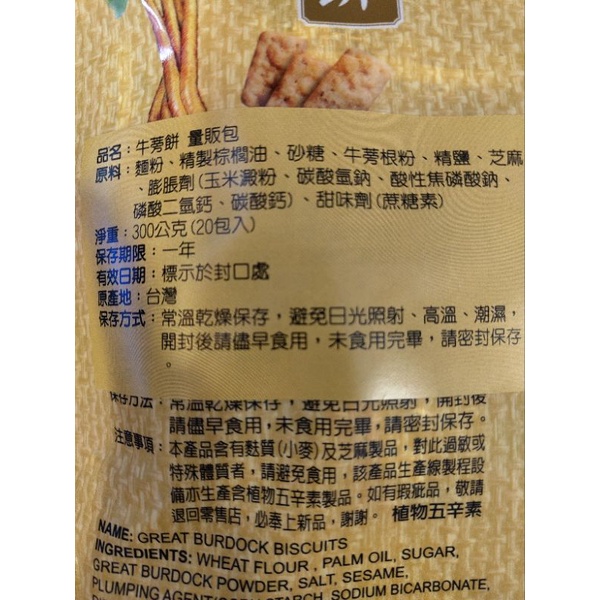 品名：牛蒡餅 量販包
原料：麵粉、精製棕櫚油、砂糖、牛蒡根粉、精鹽、芝麻
、膨脹劑(玉米澱粉、碳酸氫鈉、酸性焦磷酸鈉、
磷酸二氫鈣、碳酸鈣)、甜味劑(蔗糖素)
淨重：300公克(20包入)
保存期限：一年
有效日期：標示於封口處
原產地：台灣
保存方式：常溫乾燥保存，避免日光照射、高溫、潮濕，
開封後請儘早食用，未食用完畢，請密封保存
。
保存方法：常溫乾燥保存，避免日光照射，開封後
請儘早食用，未食用完畢，請密封保存。
注意事項：本產品含有麩質(小麥)及芝麻製品，對此過敏或
特殊體質者，請避免食用，該產品生產線製程設
備亦生產含植物五辛素製品。如有瑕疵品，敬請
退回零售店，必奉上新品，謝謝。 植物五辛素
NAME: GREAT BURDOCK BISCUITS
INGREDIENTS: WHEAT FLOUR , PALM OIL, SUGAR,
GREAT BURDOCK POWDER, SALT, SESAME,
PLUMPING AGENT(CORN STARCH, SODIUM BICARBONATE,